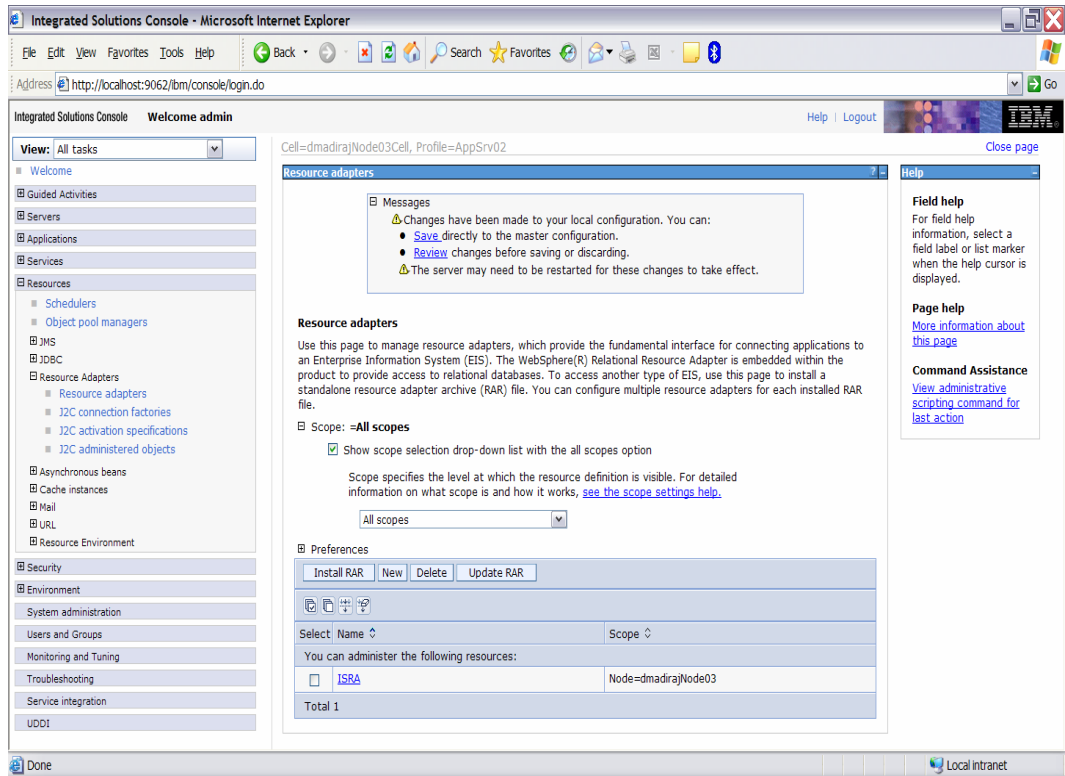 Integrated Solutions Console - Microsoft Internet Explorer
File Edit View Favorites Tools Help
Back Search Favorites
Address http://localhost:9062/ibm/console/login.do Go
Integrated Solutions Console Welcome admin Help | Logout IBM.
View: All tasks
Cell=dmadirajNode03Cell, Profile=AppSrv02 Close page
Welcome
Guided Activities
Servers
Applications
Services
Resources
Schedulers
Object pool managers
JMS
JDBC
Resource Adapters
Resource adapters
J2C connection factories
J2C activation specifications
J2C administered objects
Asynchronous beans
Cache instances
Mail
URL
Resource Environment
Security
Environment
System administration
Users and Groups
Monitoring and Tuning
Troubleshooting
Service integration
UDDI
Resource adapters ? -
Messages
Changes have been made to your local configuration. You can:
Save directly to the master configuration.
Review changes before saving or discarding.
The server may need to be restarted for these changes to take effect.
Resource adapters
Use this page to manage resource adapters, which provide the fundamental interface for connecting applications to
an Enterprise Information System (EIS). The WebSphere(R) Relational Resource Adapter is embedded within the
product to provide access to relational databases. To access another type of EIS, use this page to install a
standalone resource adapter archive (RAR) file. You can configure multiple resource adapters for each installed RAR
file.
Scope: =All scopes
Show scope selection drop-down list with the all scopes option
Scope specifies the level at which the resource definition is visible. For detailed
information on what scope is and how it works, see the scope settings help.
All scopes
Preferences
Install RAR New Delete Update RAR
Select Name Scope
You can administer the following resources:
ISRA Node=dmadirajNode03
Total 1
Help -
Field help
For field help
information, select a
field label or list marker
when the help cursor is
displayed.
Page help
More information about
this page
Command Assistance
View administrative
scripting command for
last action
Done Local intranet